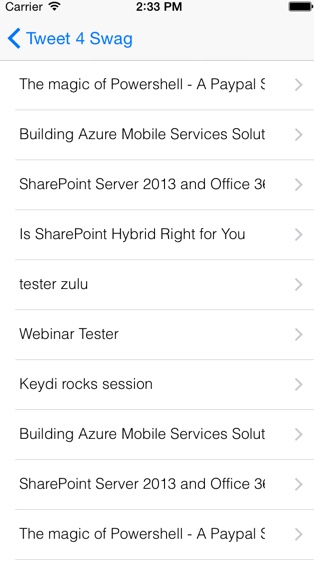 Carrier 2:33 PM
Tweet 4 Swag
The magic of Powershell - A Paypal S
Building Azure Mobile Services Solut
SharePoint Server 2013 and Office 36
Is SharePoint Hybrid Right for You
tester zulu
Webinar Tester
Keydi rocks session
Building Azure Mobile Services Solut
SharePoint Server 2013 and Office 36
The magic of Powershell - A Paypal S